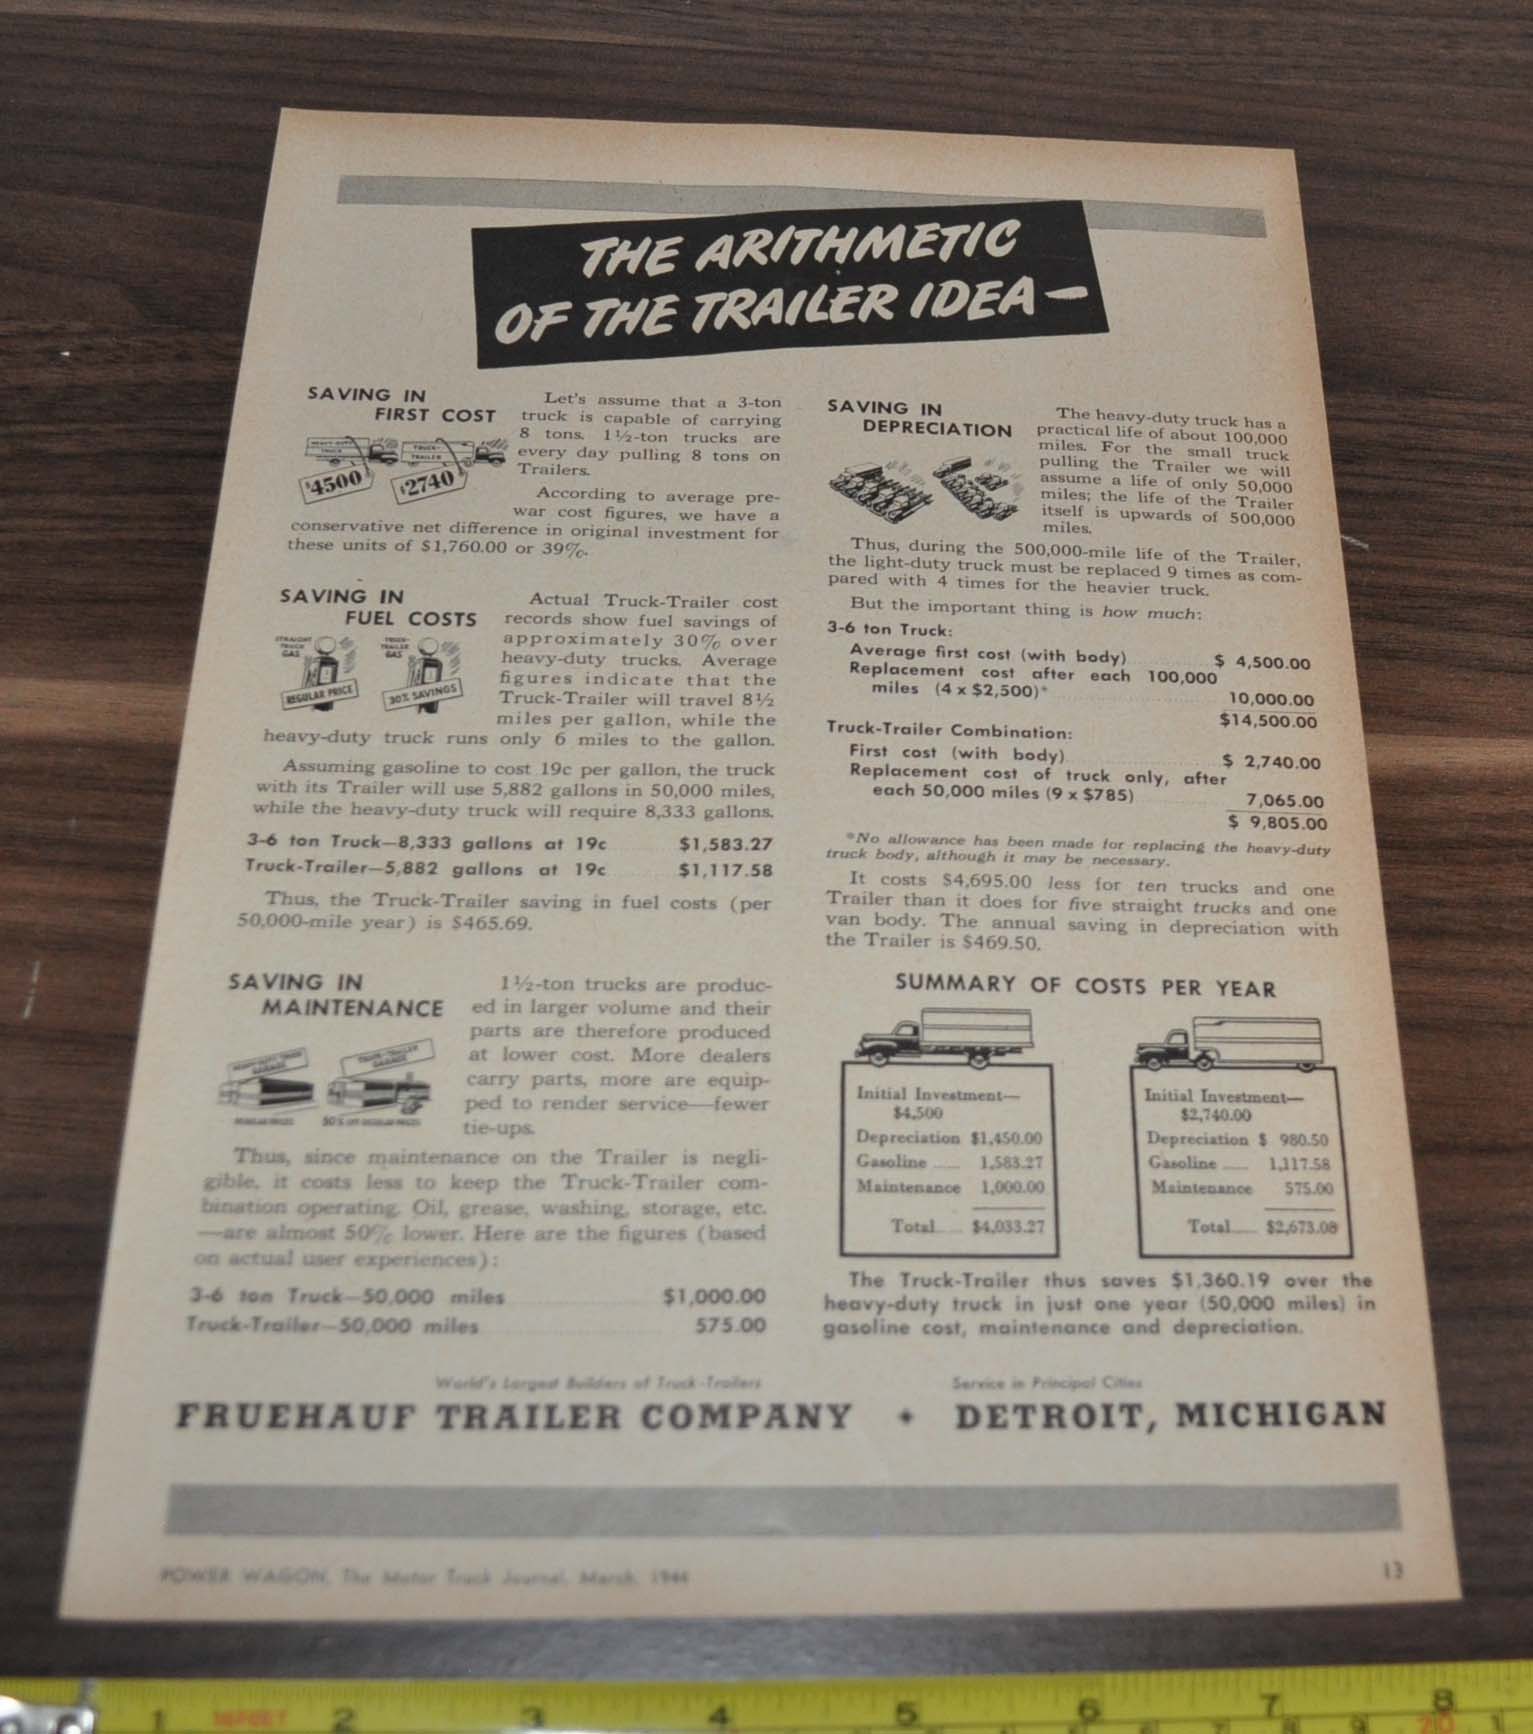 THE ARITHMETIC
OF THE TRAILER IDEA—
SAVING IN
FIRST COST
HEAVY-DUTY
TRUCK
TRUCK-
TRAILER
$4500
$2740
Let's assume that a 3-ton
truck is capable of carrying
8 tons. 1½-ton trucks are
every day pulling 8 tons on
Trailers.
According to average pre-
war cost figures, we have a
conservative net difference in original investment for
these units of $1,760.00 or 39%.
SAVING IN
FUEL COSTS
STRAIGHT
TRUCK
GAS
TRUCK-
TRAILER
GAS
REGULAR PRICE
30% SAVINGS
Actual Truck-Trailer cost
records show fuel savings of
approximately 30% over
heavy-duty trucks. Average
figures indicate that the
Truck-Trailer will travel 8½
miles per gallon, while the
heavy-duty truck runs only 6 miles to the gallon.
Assuming gasoline to cost 19c per gallon, the truck
with its Trailer will use 5,882 gallons in 50,000 miles,
while the heavy-duty truck will require 8,333 gallons.
3-6 ton Truck—8,333 gallons at 19c $1,583.27
Truck-Trailer—5,882 gallons at 19c $1,117.58
Thus, the Truck-Trailer saving in fuel costs (per
50,000-mile year) is $465.69.
SAVING IN
MAINTENANCE
HEAVY-DUTY TRUCK
GARAGE
TRUCK-TRAILER
GARAGE
REGULAR PRICES
50% OFF REGULAR PRICES
1½-ton trucks are produc-
ed in larger volume and their
parts are therefore produced
at lower cost. More dealers
carry parts, more are equip-
ped to render service—fewer
tie-ups.
Thus, since maintenance on the Trailer is negli-
gible, it costs less to keep the Truck-Trailer com-
bination operating. Oil, grease, washing, storage, etc.
—are almost 50% lower. Here are the figures (based
on actual user experiences):
3-6 ton Truck—50,000 miles $1,000.00
Truck-Trailer—50,000 miles 575.00
SAVING IN
DEPRECIATION
The heavy-duty truck has a
practical life of about 100,000
miles. For the small truck
pulling the Trailer we will
assume a life of only 50,000
miles; the life of the Trailer
itself is upwards of 500,000
miles.
Thus, during the 500,000-mile life of the Trailer,
the light-duty truck must be replaced 9 times as com-
pared with 4 times for the heavier truck.
But the important thing is how much:
3-6 ton Truck:
Average first cost (with body) $ 4,500.00
Replacement cost after each 100,000
miles (4 x $2,500)* 10,000.00
$14,500.00
Truck-Trailer Combination:
First cost (with body) $ 2,740.00
Replacement cost of truck only, after
each 50,000 miles (9 x $785) 7,065.00
$ 9,805.00
*No allowance has been made for replacing the heavy-duty
truck body, although it may be necessary.
It costs $4,695.00 less for ten trucks and one
Trailer than it does for five straight trucks and one
van body. The annual saving in depreciation with
the Trailer is $469.50.
SUMMARY OF COSTS PER YEAR
Initial Investment—
$4,500
Depreciation $1,450.00
Gasoline 1,583.27
Maintenance 1,000.00
Total $4,033.27
Initial Investment—
$2,740.00
Depreciation $ 980.50
Gasoline 1,117.58
Maintenance 575.00
Total $2,673.08
The Truck-Trailer thus saves $1,360.19 over the
heavy-duty truck in just one year (50,000 miles) in
gasoline cost, maintenance and depreciation.
World's Largest Builders of Truck-Trailers
Service in Principal Cities
FRUEHAUF TRAILER COMPANY • DETROIT, MICHIGAN
POWER WAGON, The Motor Truck Journal, March, 1944 13
1 2 3 4 5 6 7 8